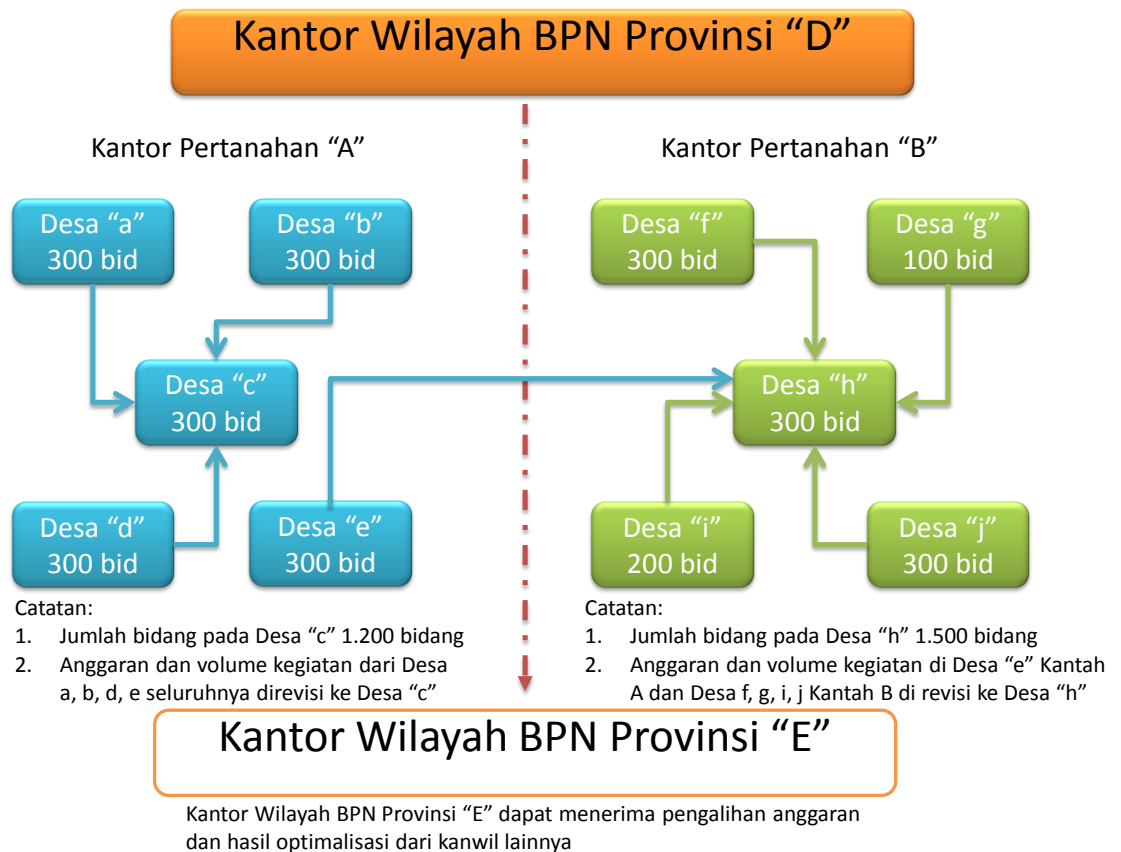 Kantor Wilayah BPN Provinsi “D”
Kantor Pertanahan “A”
Kantor Pertanahan “B”
Desa “a”
300 bid
Desa “b”
300 bid
Desa “f”
300 bid
Desa “g”
100 bid
Desa “c”
300 bid
Desa “h”
300 bid
Desa “d”
300 bid
Desa “e”
300 bid
Desa “i”
200 bid
Desa “j”
300 bid
Catatan:
1. Jumlah bidang pada Desa “c” 1.200 bidang
2. Anggaran dan volume kegiatan dari Desa
a, b, d, e seluruhnya direvisi ke Desa “c”
Catatan:
1. Jumlah bidang pada Desa “h” 1.500 bidang
2. Anggaran dan volume kegiatan di Desa “e” Kantah
A dan Desa f, g, i, j Kantah B di revisi ke Desa “h”
Kantor Wilayah BPN Provinsi “E”
Kantor Wilayah BPN Provinsi “E” dapat menerima pengalihan anggaran
dan hasil optimalisasi dari kanwil lainnya